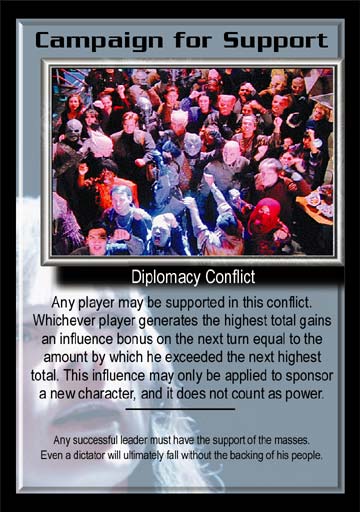 Campaign for Support
Diplomacy Conflict
Any player may be supported in this conflict.
Whichever player generates the highest total gains
an influence bonus on the next turn equal to the
amount by which he exceeded the next highest
total. This influence may only be applied to sponsor
a new character, and it does not count as power.
Any successful leader must have the support of the masses.
Even a dictator will ultimately fall without the backing of his people.